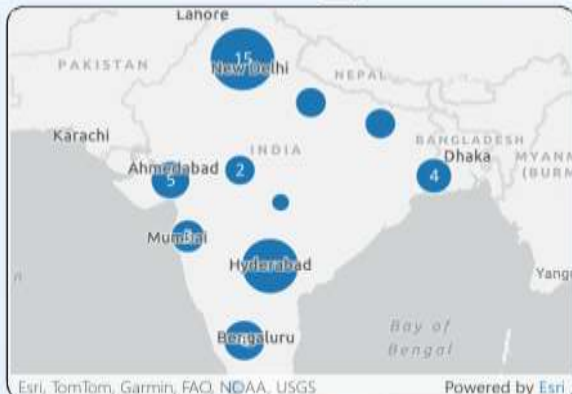 Lahore
15
New Delhi
PAKISTAN
NEPAL
Karachi
INDIA
BANGLADESH
Dhaka
Ahmedabad
5
2
4
MYANM
(BURM
Mumbai
Hyderabad
Yangu
Bengaluru
Bay of
Bengal
Esri, TomTom, Garmin, FAO, NOAA, USGS
Powered by Esri